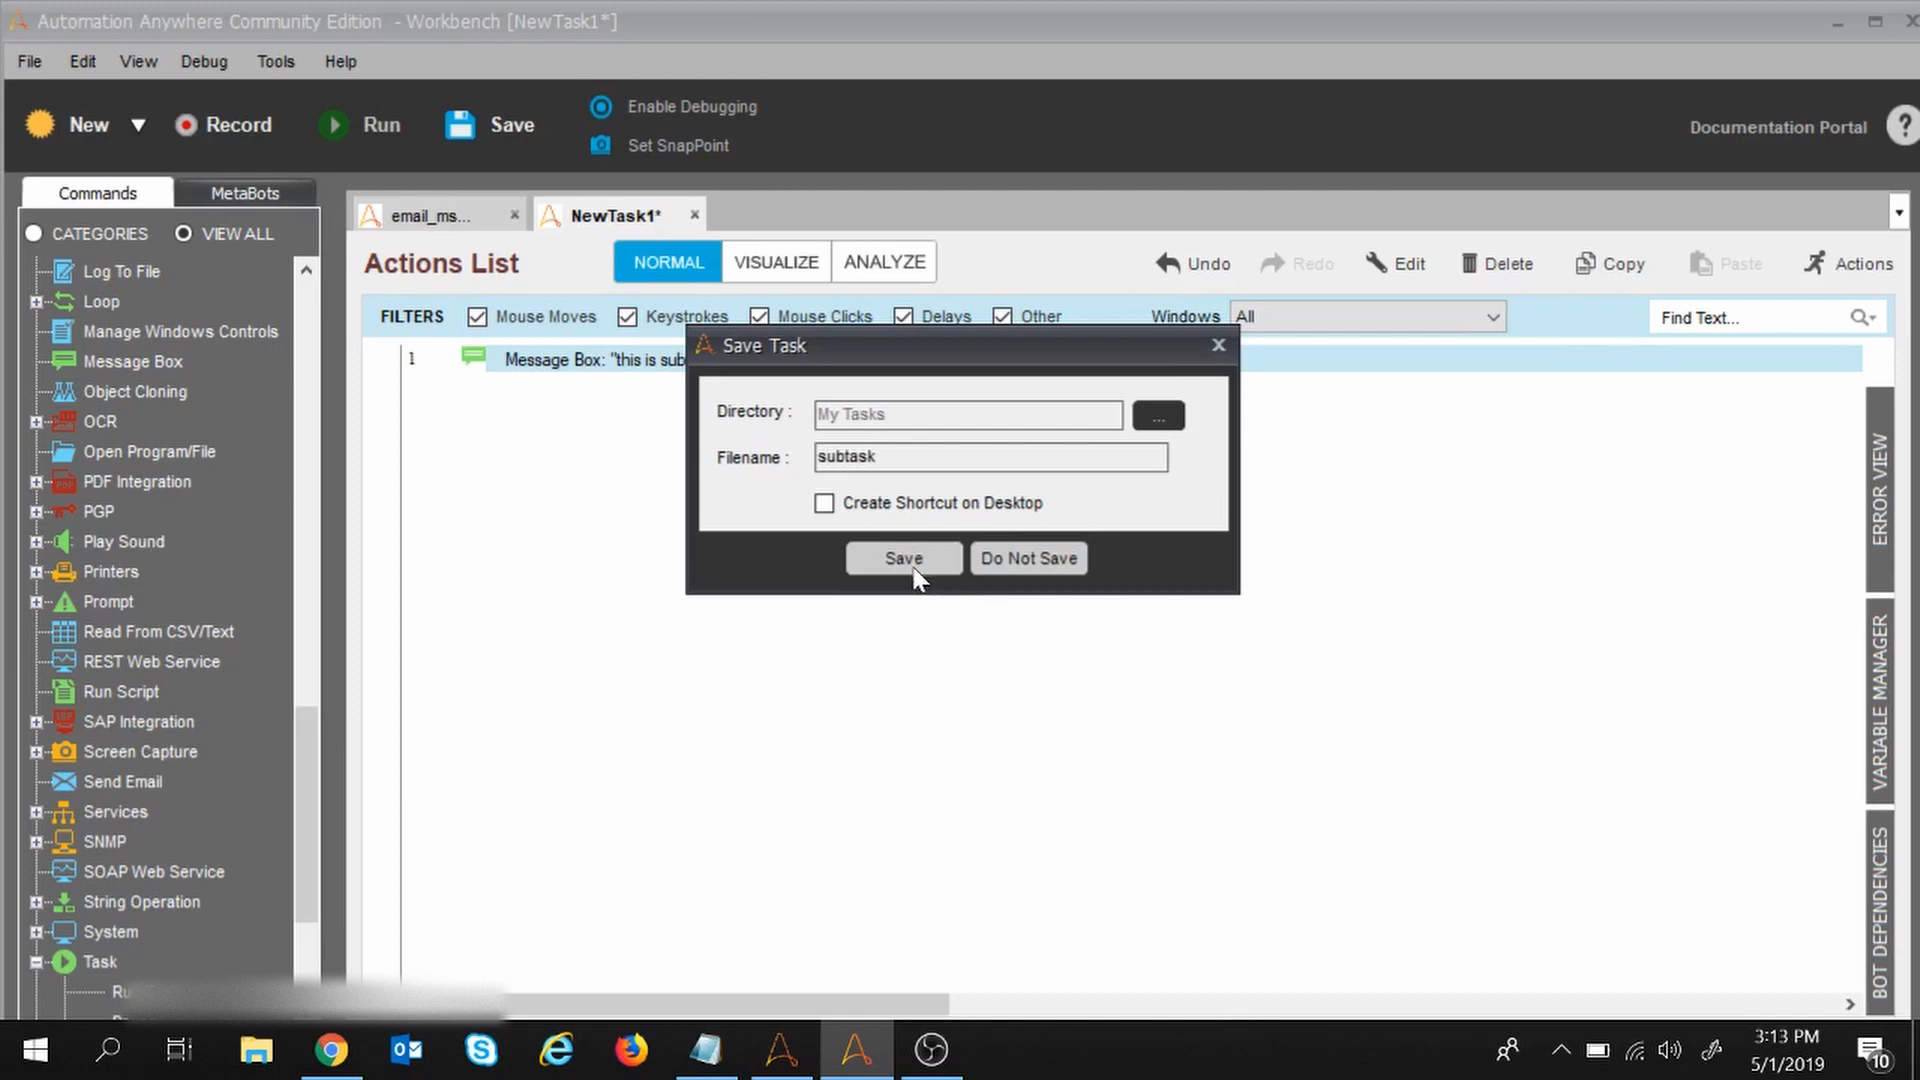 Automation Anywhere Community Edition - Workbench [NewTask1*]
File Edit View Debug Tools Help
New Record Run Save
Enable Debugging
Set SnapPoint
Documentation Portal ?
Commands MetaBots
CATEGORIES VIEW ALL
Log To File
Loop
Manage Windows Controls
Message Box
Object Cloning
OCR
Open Program/File
PDF Integration
PGP
Play Sound
Printers
Prompt
Read From CSV/Text
REST Web Service
Run Script
SAP Integration
Screen Capture
Send Email
Services
SNMP
SOAP Web Service
String Operation
System
Task
email_ms... NewTask1*
Actions List NORMAL VISUALIZE ANALYZE Undo Redo Edit Delete Copy Paste Actions
FILTERS Mouse Moves Keystrokes Mouse Clicks Delays Other Windows All Find Text...
1 Message Box: "this is sub
Save Task
Directory : My Tasks ...
Filename : subtask
Create Shortcut on Desktop
Save Do Not Save
ERROR VIEW
VARIABLE MANAGER
BOT DEPENDENCIES
3:13 PM
5/1/2019
10